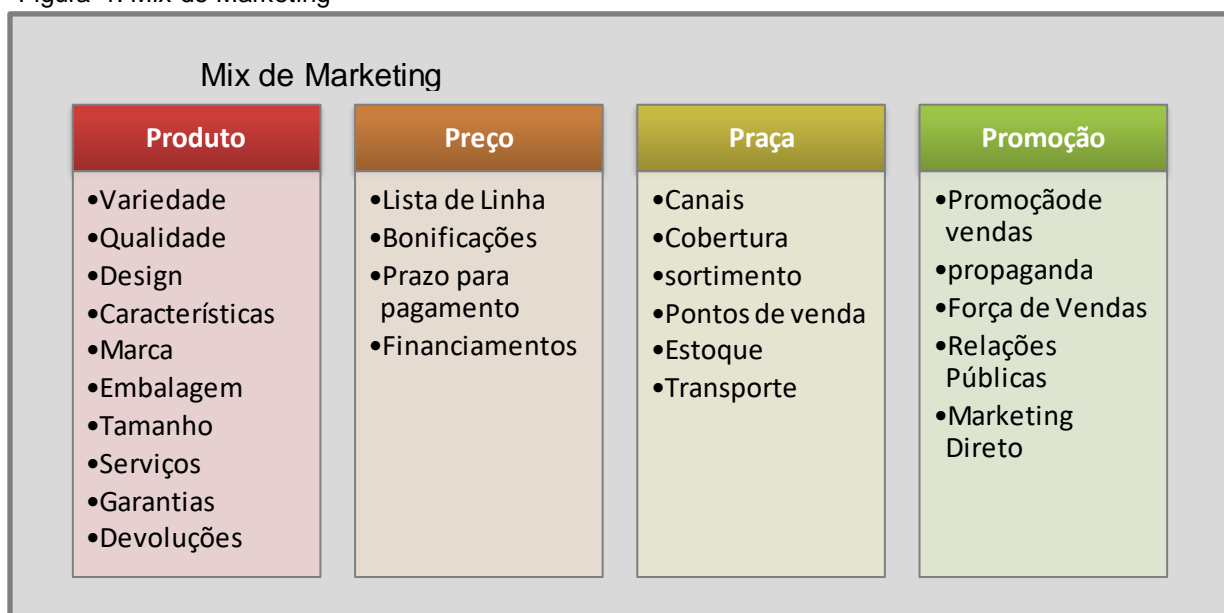 Mix de Marketing
Produto
•Variedade
•Qualidade
•Design
•Características
•Marca
•Embalagem
•Tamanho
•Serviços
•Garantias
•Devoluções
Preço
•Lista de Linha
•Bonificações
•Prazo para
pagamento
•Financiamentos
Praça
•Canais
•Cobertura
•sortimento
•Pontos de venda
•Estoque
•Transporte
Promoção
•Promoçãode
vendas
•propaganda
•Força de Vendas
•Relações
Públicas
•Marketing
Direto